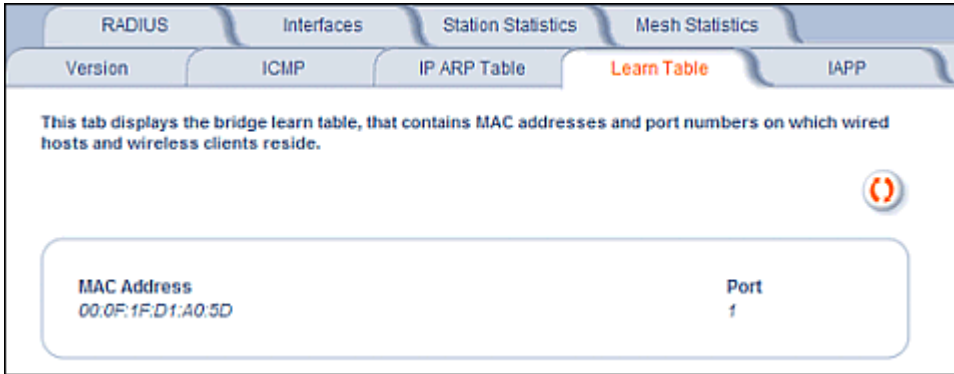 RADIUS Interfaces Station Statistics Mesh Statistics
Version ICMP IP ARP Table Learn Table IAPP
This tab displays the bridge learn table, that contains MAC addresses and port numbers on which wired
hosts and wireless clients reside.
MAC Address Port
00:0F:1F:D1:A0:5D 1